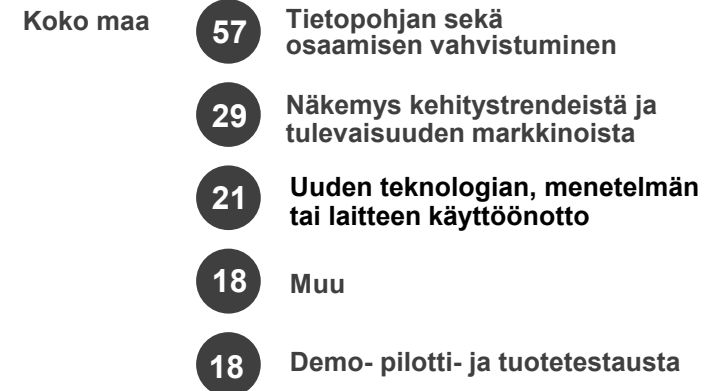 Koko maa
57
Tietopohjan sekä
osaamisen vahvistuminen
29
Näkemys kehitystrendeistä ja
tulevaisuuden markkinoista
21
Uuden teknologian, menetelmän
tai laitteen käyttöönotto
18
Muu
18
Demo- pilotti- ja tuotetestausta